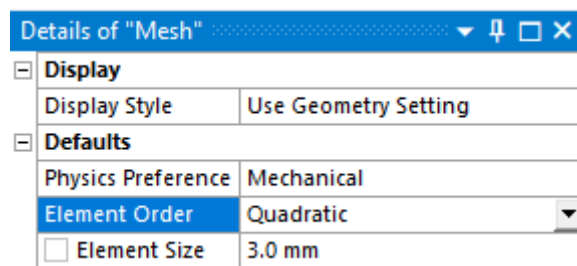 Details of "Mesh"
Display
Display Style Use Geometry Setting
Defaults
Physics Preference Mechanical
Element Order Quadratic
Element Size 3.0 mm